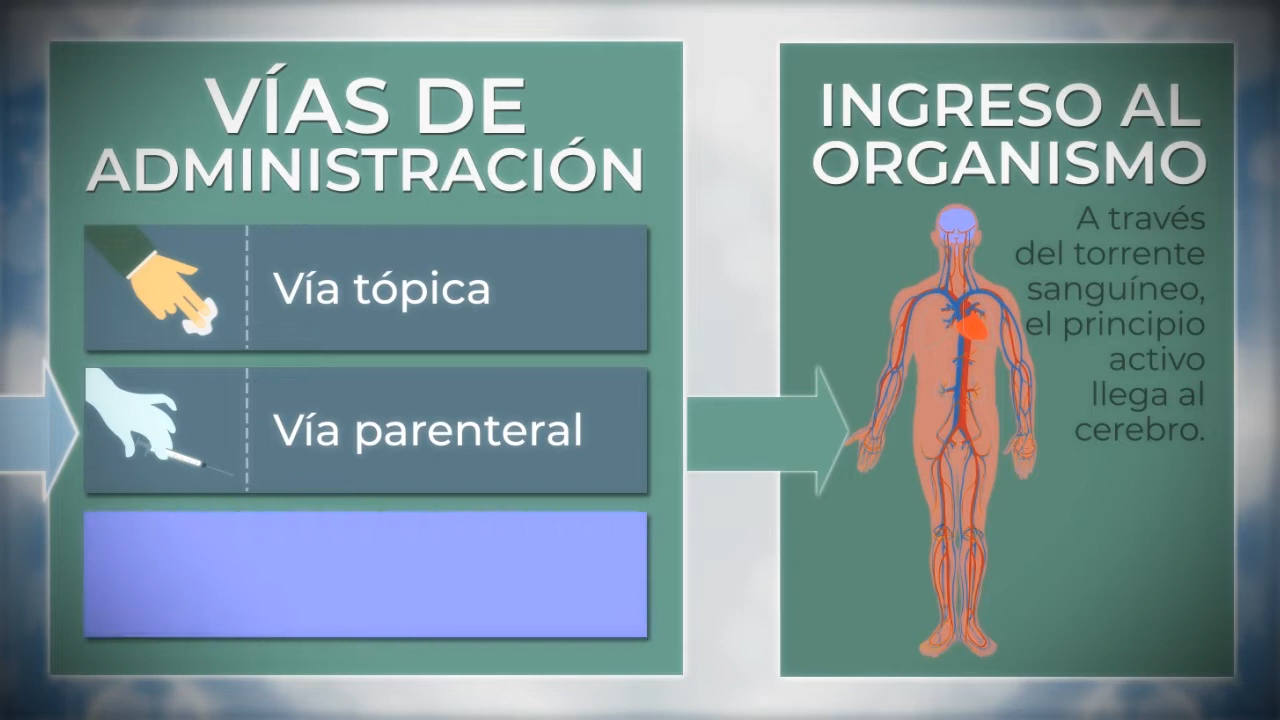 VÍAS DE
ADMINISTRACIÓN
Vía tópica
Vía parenteral
INGRESO AL
ORGANISMO
A través
del torrente
sanguíneo,
el principio
activo
llega al
cerebro.